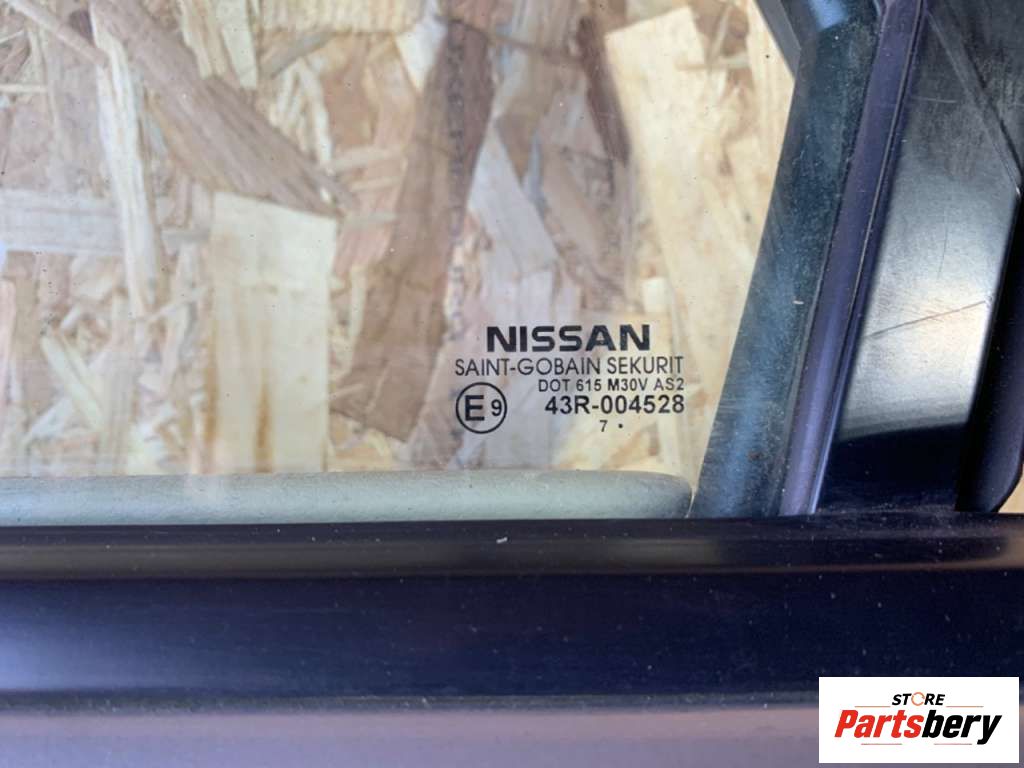 NISSAN
SAINT-GOBAIN SEKURIT
DOT 615 M30V AS2
E9 43R-004528
7 •
STORE
Partsbery